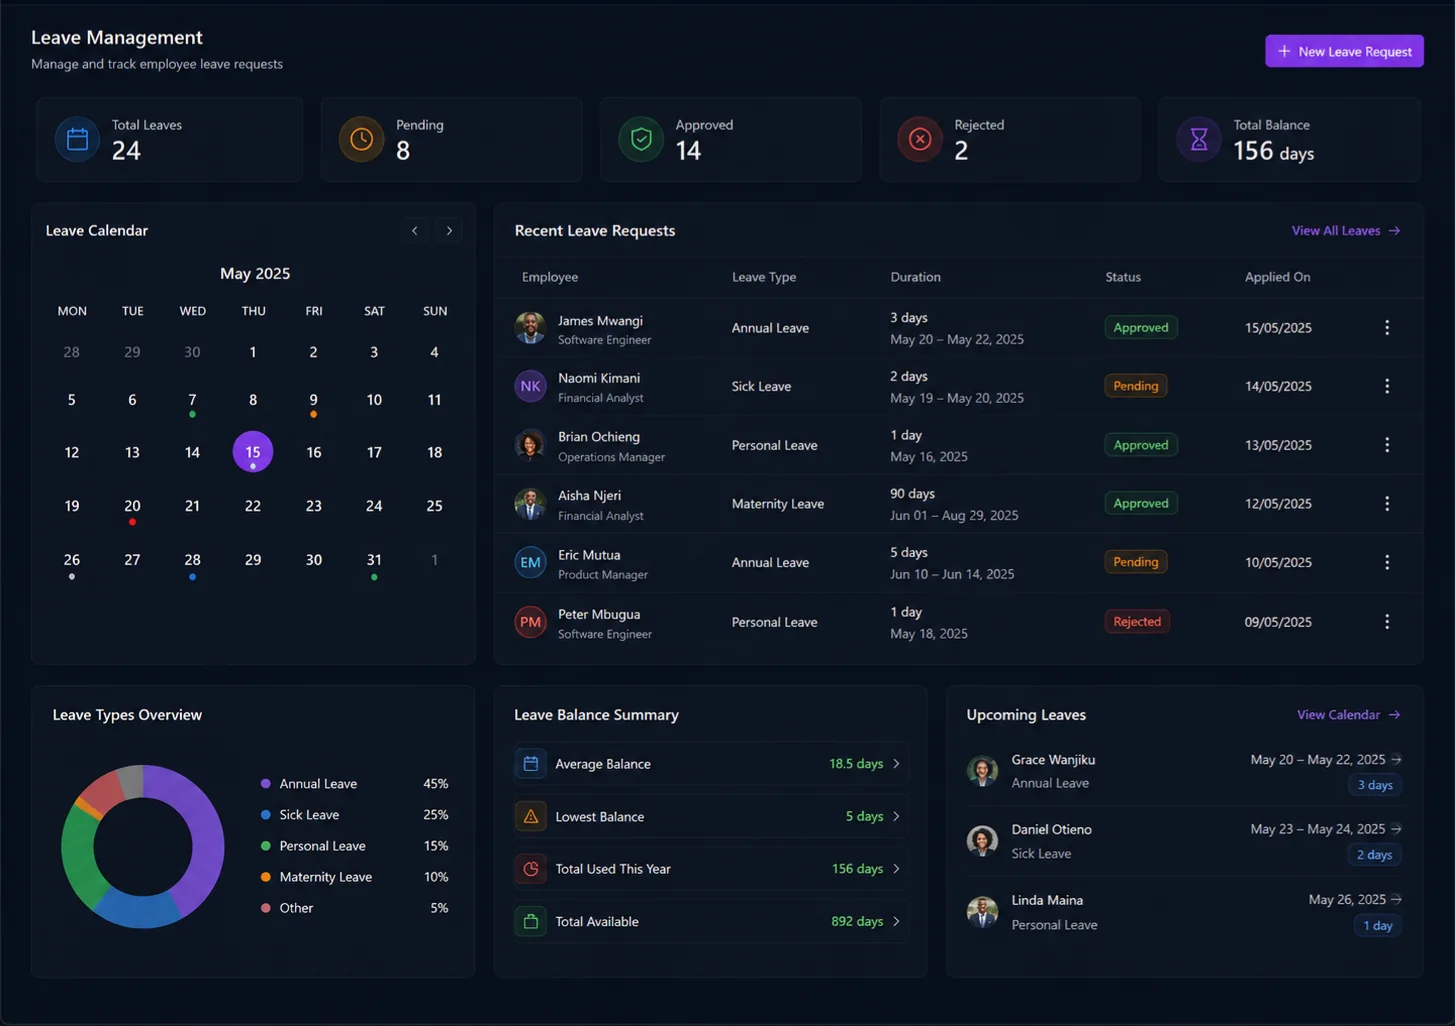 Leave Management
Manage and track employee leave requests
+ New Leave Request
Total Leaves
24
Pending
8
Approved
14
Rejected
2
Total Balance
156 days
Leave Calendar
May 2025
MON TUE WED THU FRI SAT SUN
28 29 30 1 2 3 4
5 6 7 8 9 10 11
12 13 14 15 16 17 18
19 20 21 22 23 24 25
26 27 28 29 30 31 1
Recent Leave Requests
View All Leaves →
Employee Leave Type Duration Status Applied On
James Mwangi
Software Engineer
Annual Leave
3 days
May 20 – May 22, 2025
Approved
15/05/2025
NK
Naomi Kimani
Financial Analyst
Sick Leave
2 days
May 19 – May 20, 2025
Pending
14/05/2025
Brian Ochieng
Operations Manager
Personal Leave
1 day
May 16, 2025
Approved
13/05/2025
Aisha Njeri
Financial Analyst
Maternity Leave
90 days
Jun 01 – Aug 29, 2025
Approved
12/05/2025
EM
Eric Mutua
Product Manager
Annual Leave
5 days
Jun 10 – Jun 14, 2025
Pending
10/05/2025
PM
Peter Mbugua
Software Engineer
Personal Leave
1 day
May 18, 2025
Rejected
09/05/2025
Leave Types Overview
Annual Leave 45%
Sick Leave 25%
Personal Leave 15%
Maternity Leave 10%
Other 5%
Leave Balance Summary
Average Balance 18.5 days
Lowest Balance 5 days
Total Used This Year 156 days
Total Available 892 days
Upcoming Leaves
View Calendar →
Grace Wanjiku
Annual Leave
May 20 – May 22, 2025 →
3 days
Daniel Otieno
Sick Leave
May 23 – May 24, 2025 →
2 days
Linda Maina
Personal Leave
May 26, 2025 →
1 day